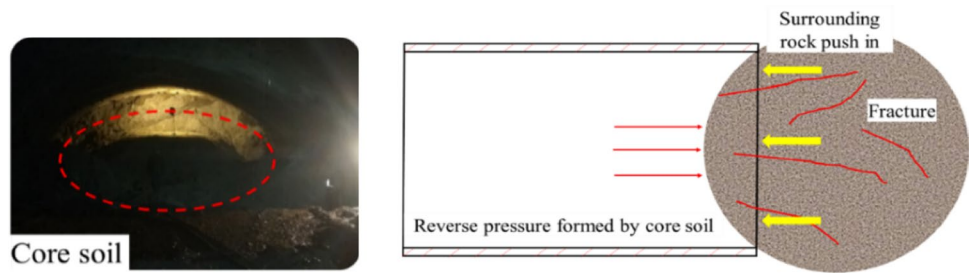 Core soil
Surrounding
rock push in
Fracture
Reverse pressure formed by core soil